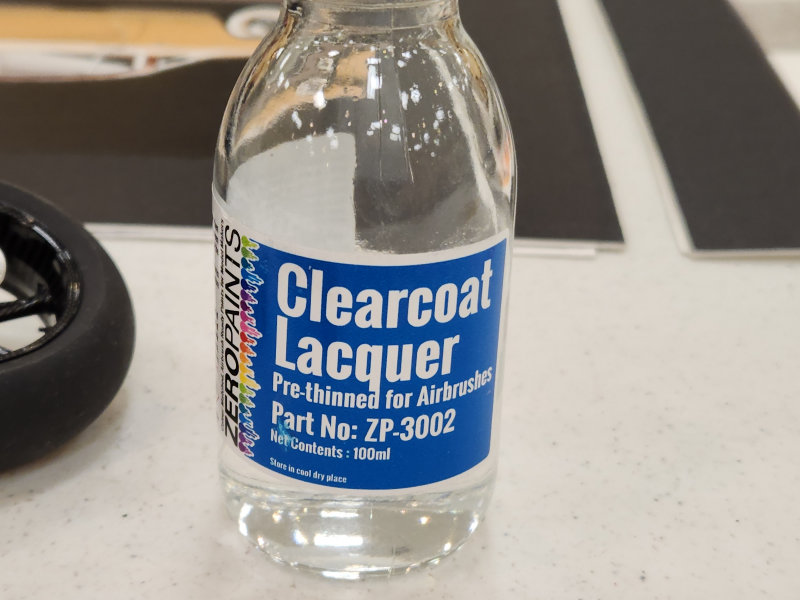 ZEROPAINTS
Clearcoat
Lacquer
Pre-thinned for Airbrushes
Part No: ZP-3002
Net Contents : 100ml
Store in cool dry place